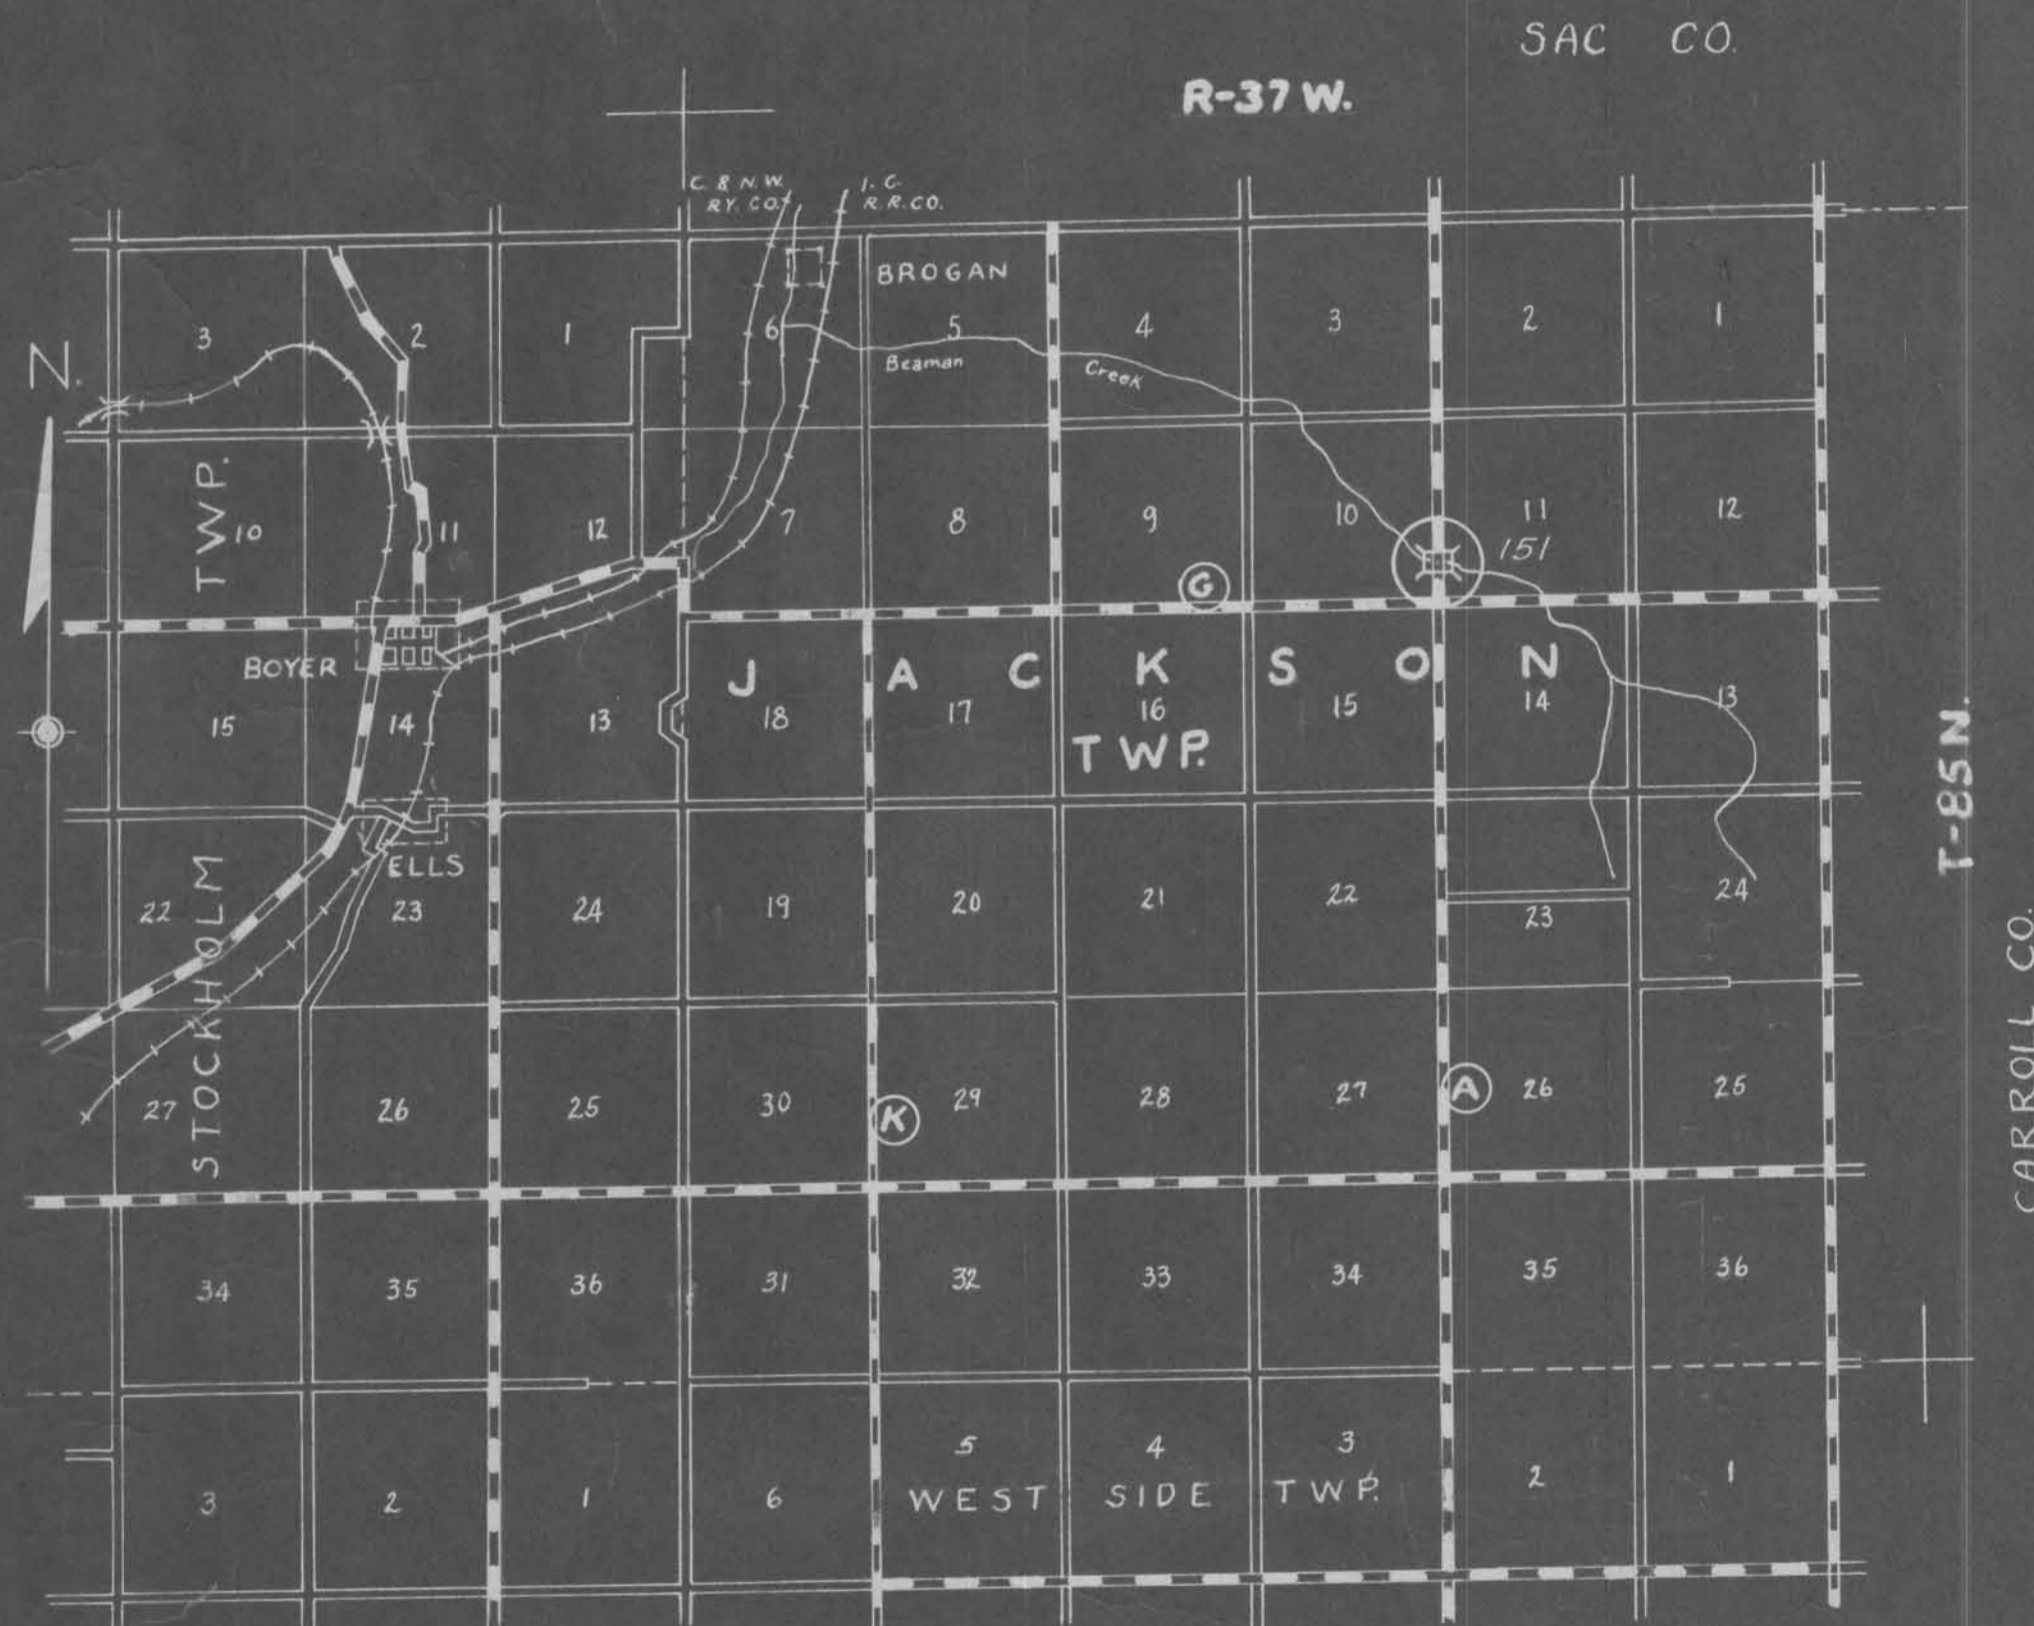 SAC CO.
R-37 W.
C. & N. W.
RY. CO.
I. C.
R. R. CO.
BROGAN
3 2 1 6 5 4 3 2 1
Beaman Creek
N.
TWP.
10 11 12 7 8 9 10 11 12
151
G
BOYER
J A C K S O N
15 14 13 18 17 16 15 14 13
TWP.
T-85N.
ELLS
22 23 24 19 20 21 22 23 24
STOCKHOLM
CARROLL CO.
27 26 25 30 29 28 27 26 25
K
A
34 35 36 31 32 33 34 35 36
3 2 1 6 5 4 3 2 1
WEST SIDE TWP.